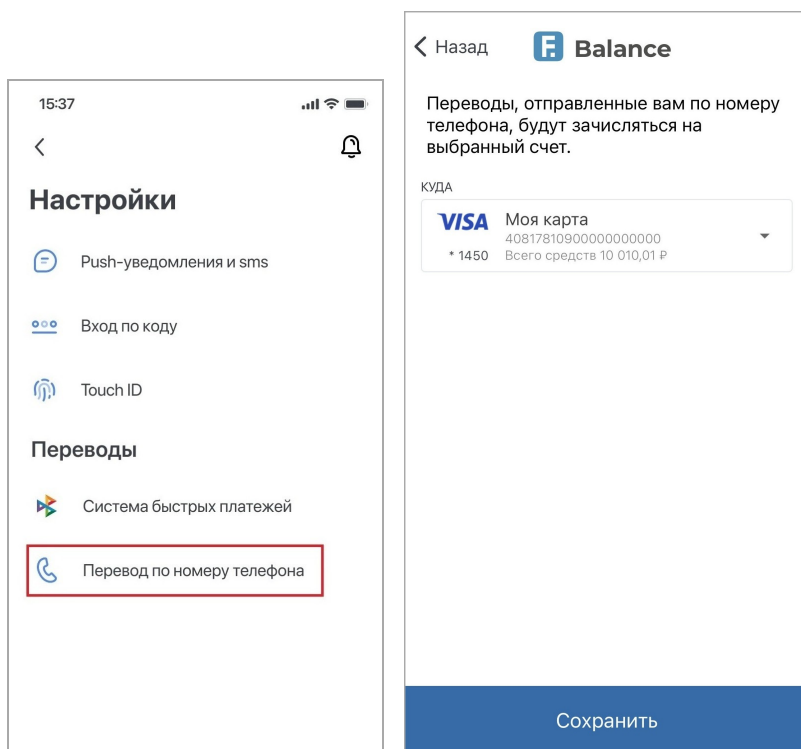 15:37
Настройки
Push-уведомления и sms
Вход по коду
Touch ID
Переводы
Система быстрых платежей
Перевод по номеру телефона
Назад
F. Balance
Переводы, отправленные вам по номеру
телефона, будут зачисляться на
выбранный счет.
КУДА
VISA Моя карта
40817810900000000000
* 1450 Всего средств 10 010,01 ₽
Сохранить